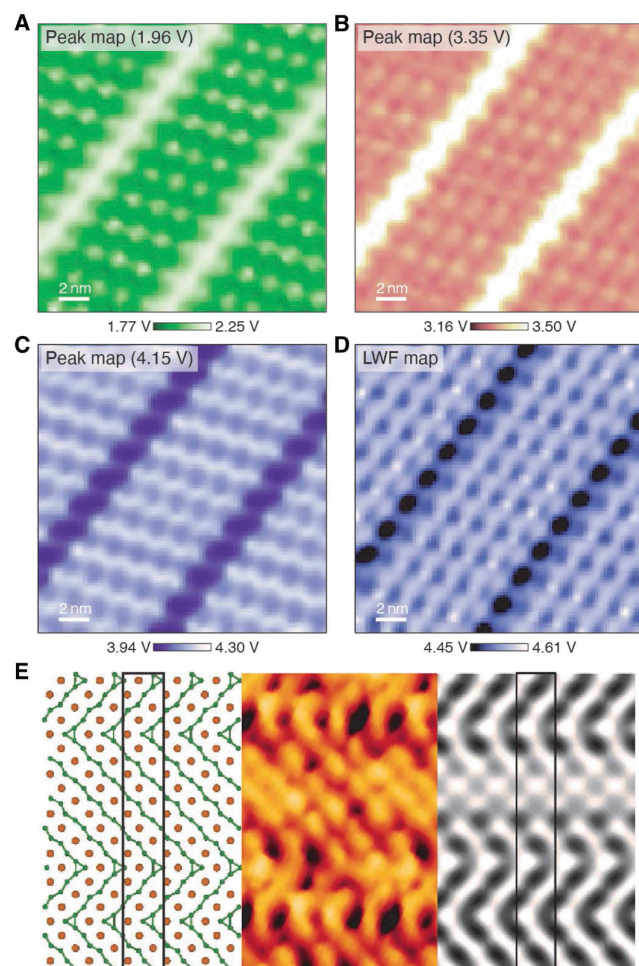 A
Peak map (1.96 V)
2 nm
1.77 V 2.25 V
B
Peak map (3.35 V)
2 nm
3.16 V 3.50 V
C
Peak map (4.15 V)
2 nm
3.94 V 4.30 V
D
LWF map
2 nm
4.45 V 4.61 V
E